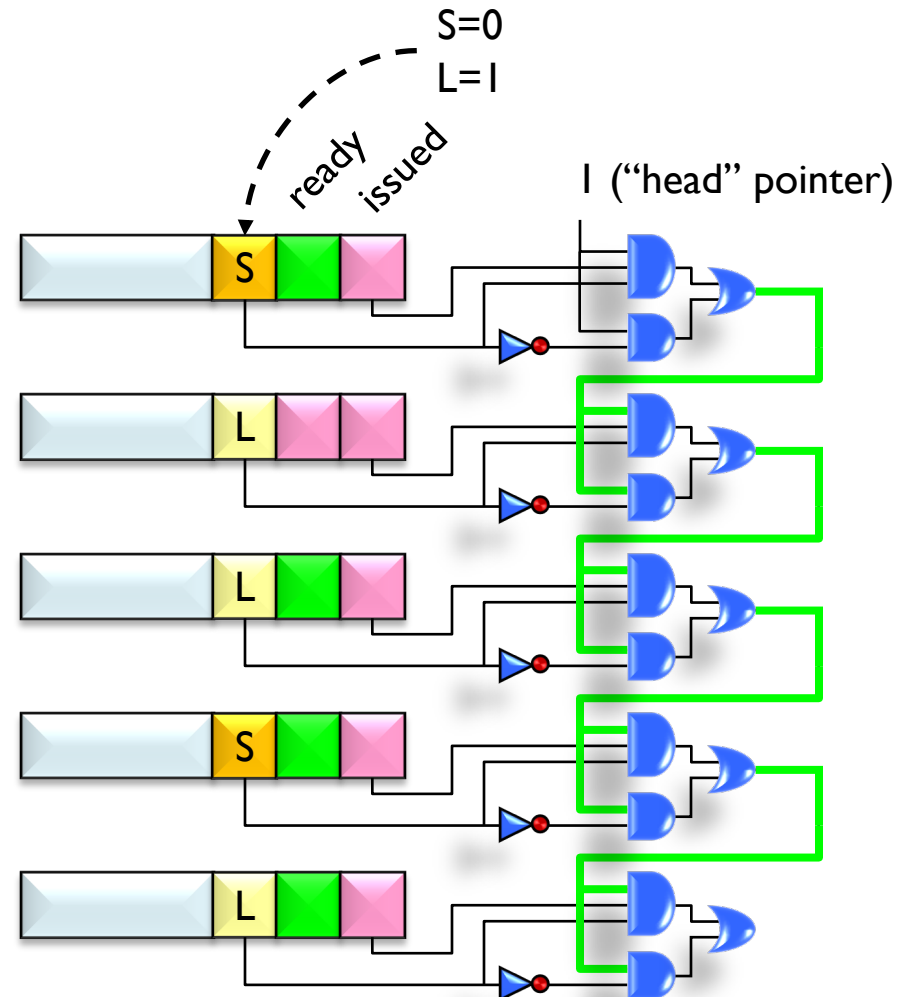 S=0
L=1
ready
issued
1 (“head” pointer)
S
L
L
S
L